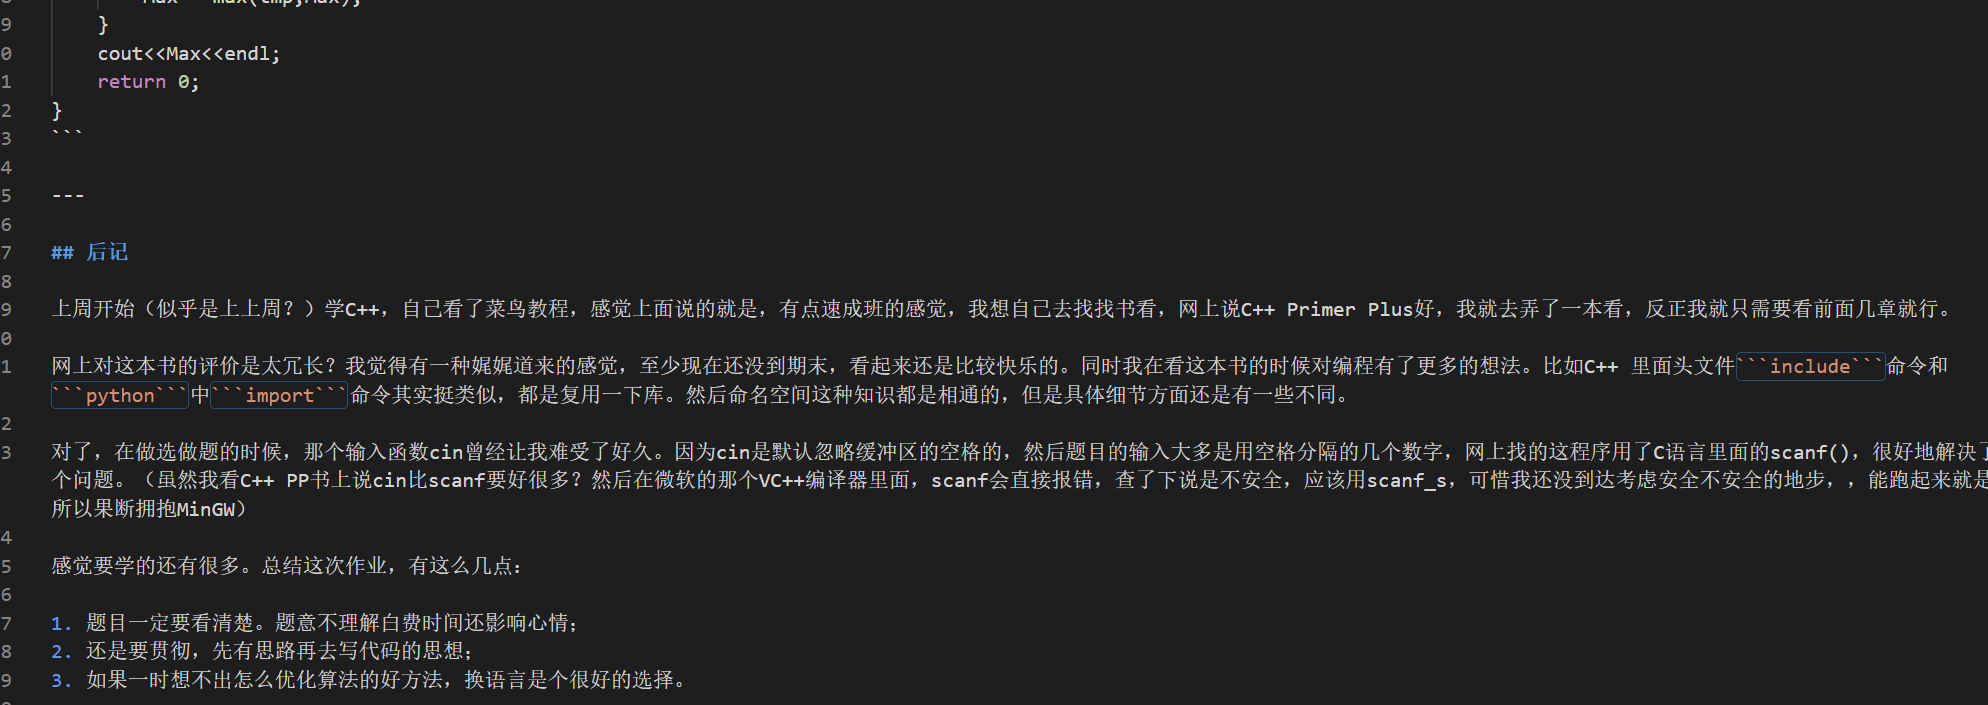 9 }
0 cout<<Max<<endl;
1 return 0;
2 }
3 ```
4
5 ---
6
7 ## 后记
8
9 上周开始（似乎是上上周？）学C++，自己看了菜鸟教程，感觉上面说的就是，有点速成班的感觉，我想自己去找找书看，网上说C++ Primer Plus好，我就去弄了一本看，反正我就只需要看前面几章就行。
0
1 网上对这本书的评价是太冗长？我觉得有一种娓娓道来的感觉，至少现在还没到期末，看起来还是比较快乐的。同时我在看这本书的时候对编程有了更多的想法。比如C++ 里面头文件```include```命令和
```python```中```import```命令其实挺类似，都是复用一下库。然后命名空间这种知识都是相通的，但是具体细节方面还是有一些不同。
2
3 对了，在做选做题的时候，那个输入函数cin曾经让我难受了好久。因为cin是默认忽略缓冲区的空格的，然后题目的输入大多是用空格分隔的几个数字，网上找的这程序用了C语言里面的scanf()，很好地解决了
个问题。（虽然我看C++ PP书上说cin比scanf要好很多？然后在微软的那个VC++编译器里面，scanf会直接报错，查了下说是不安全，应该用scanf_s，可惜我还没到达考虑安全不安全的地步，，能跑起来就是
所以果断拥抱MinGW）
4
5 感觉要学的还有很多。总结这次作业，有这么几点：
6
7 1. 题目一定要看清楚。题意不理解白费时间还影响心情；
8 2. 还是要贯彻，先有思路再去写代码的思想；
9 3. 如果一时想不出怎么优化算法的好方法，换语言是个很好的选择。